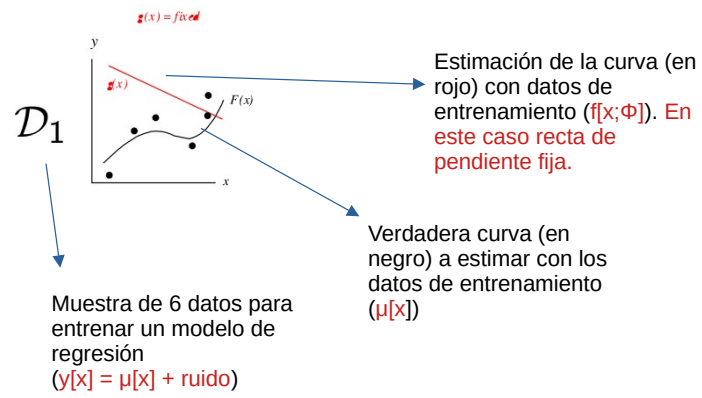 g(x) = fixed
y
g(x)
F(x)
x
D1
Estimación de la curva (en
rojo) con datos de
entrenamiento (f[x;Φ]). En
este caso recta de
pendiente fija.
Verdadera curva (en
negro) a estimar con los
datos de entrenamiento
(μ[x])
Muestra de 6 datos para
entrenar un modelo de
regresión
(y[x] = μ[x] + ruido)